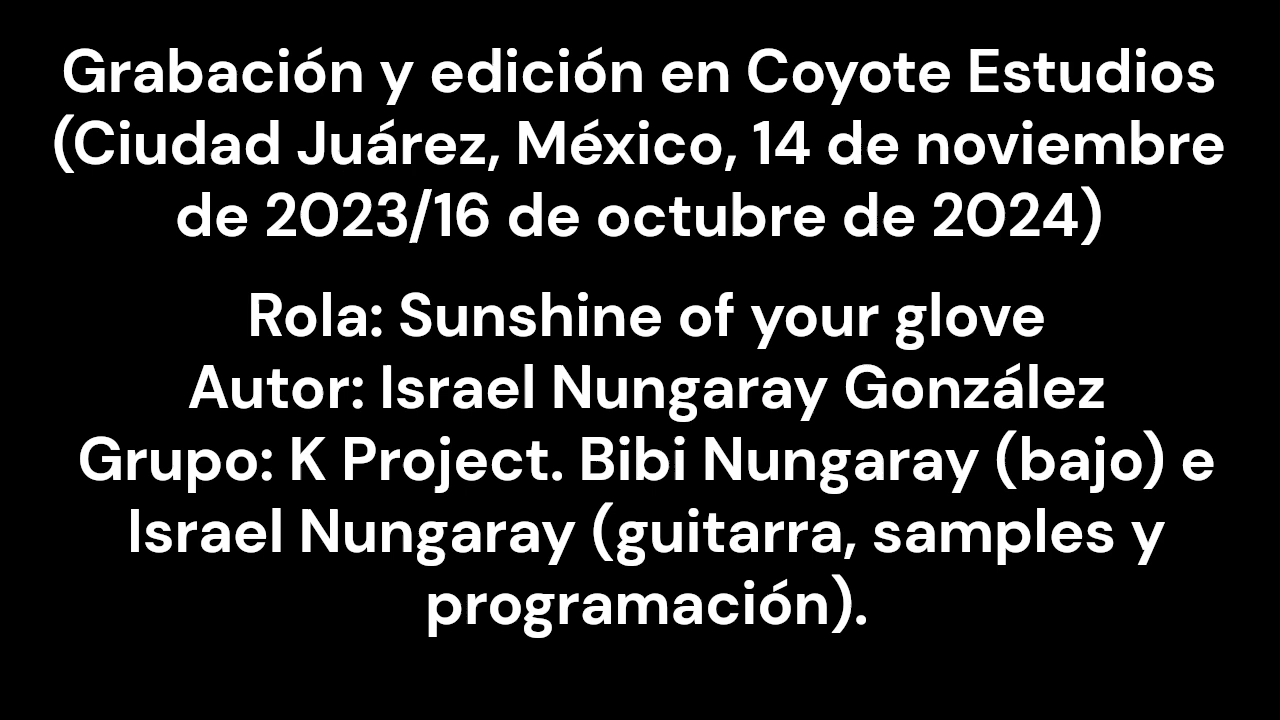 Grabación y edición en Coyote Estudios
(Ciudad Juárez, México, 14 de noviembre
de 2023/16 de octubre de 2024)
Rola: Sunshine of your glove
Autor: Israel Nungaray González
Grupo: K Project. Bibi Nungaray (bajo) e
Israel Nungaray (guitarra, samples y
programación).